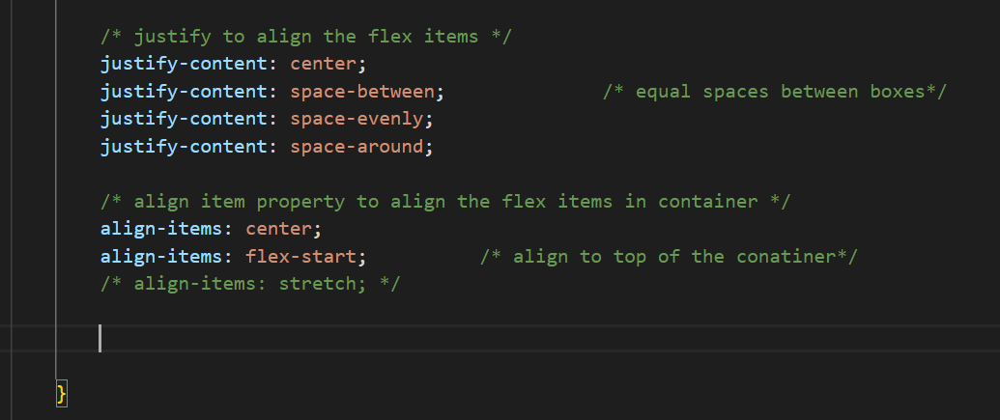 /* justify to align the flex items */
justify-content: center;
justify-content: space-between; /* equal spaces between boxes*/
justify-content: space-evenly;
justify-content: space-around;
/* align item property to align the flex items in container */
align-items: center;
align-items: flex-start; /* align to top of the conatiner*/
/* align-items: stretch; */
}